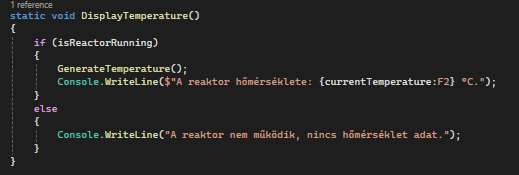 1 reference
static void DisplayTemperature()
{
if (isReactorRunning)
{
GenerateTemperature();
Console.WriteLine($"A reaktor hőmérséklete: {currentTemperature:F2} °C.");
}
else
{
Console.WriteLine("A reaktor nem működik, nincs hőmérséklet adat.");
}
}